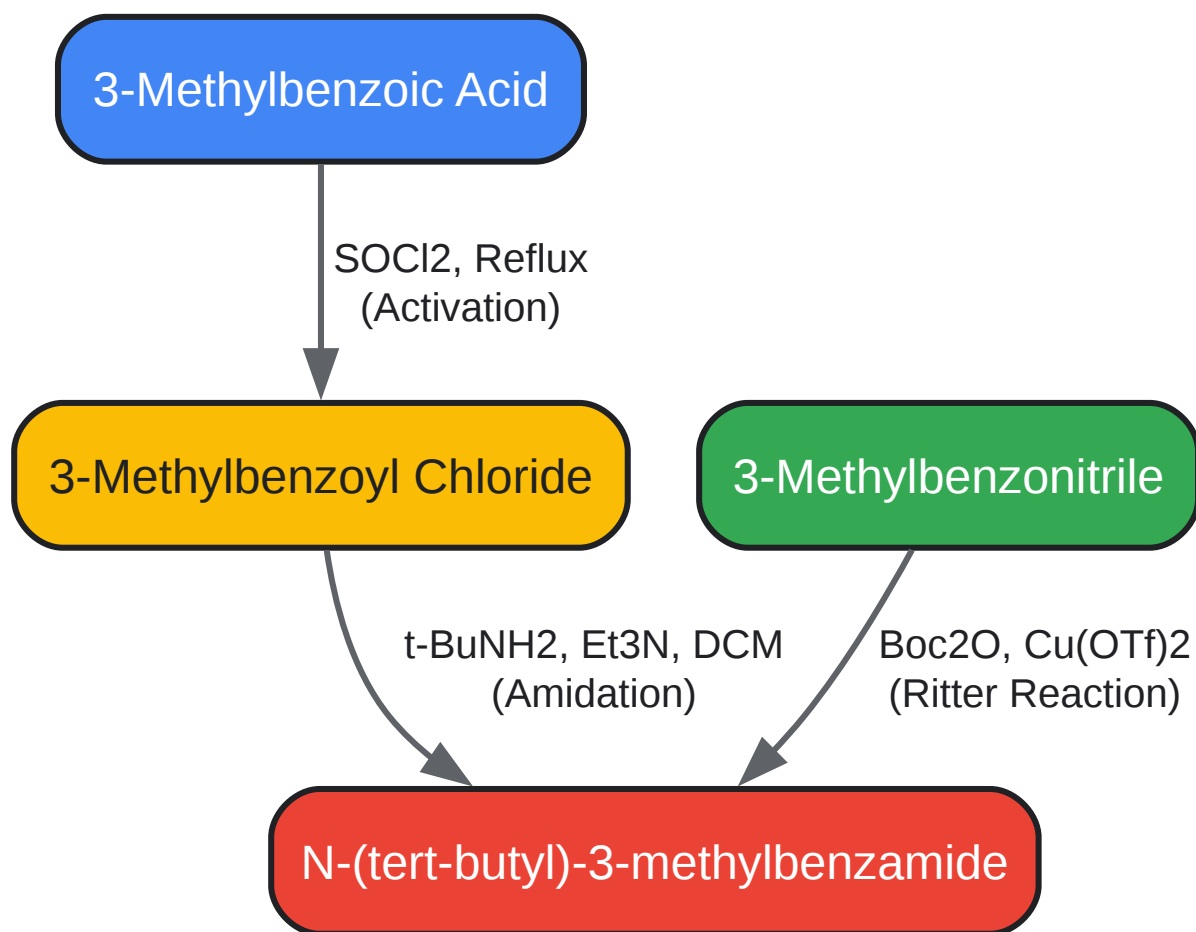 3-Methylbenzoic Acid
SOCl2, Reflux
(Activation)
3-Methylbenzoyl Chloride
3-Methylbenzonitrile
t-BuNH2, Et3N, DCM
(Amidation)
Boc2O, Cu(OTf)2
(Ritter Reaction)
N-(tert-butyl)-3-methylbenzamide